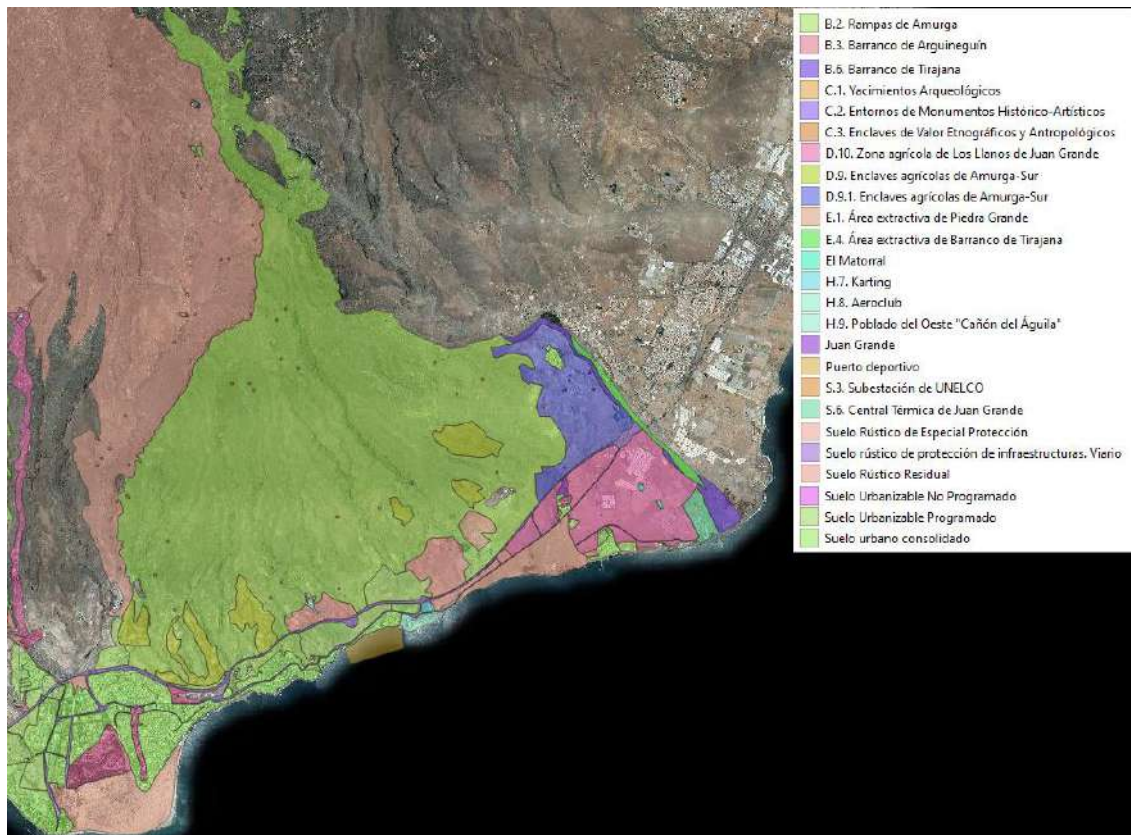 B.2. Rampas de Amurga
B.3. Barranco de Arguineguín
B.6. Barranco de Tirajana
C.1. Yacimientos Arqueológicos
C.2. Entornos de Monumentos Histórico-Artísticos
C.3. Enclaves de Valor Etnográficos y Antropológicos
D.10. Zona agrícola de Los Llanos de Juan Grande
D.9. Enclaves agrícolas de Amurga-Sur
D.9.1. Enclaves agrícolas de Amurga-Sur
E.1. Área extractiva de Piedra Grande
E.4. Área extractiva de Barranco de Tirajana
El Matorral
H.7. Karting
H.8. Aeroclub
H.9. Poblado del Oeste "Cañón del Águila"
Juan Grande
Puerto deportivo
S.3. Subestación de UNELCO
S.6. Central Térmica de Juan Grande
Suelo Rústico de Especial Protección
Suelo rústico de protección de infraestructuras. Viario
Suelo Rústico Residual
Suelo Urbanizable No Programado
Suelo Urbanizable Programado
Suelo urbano consolidado